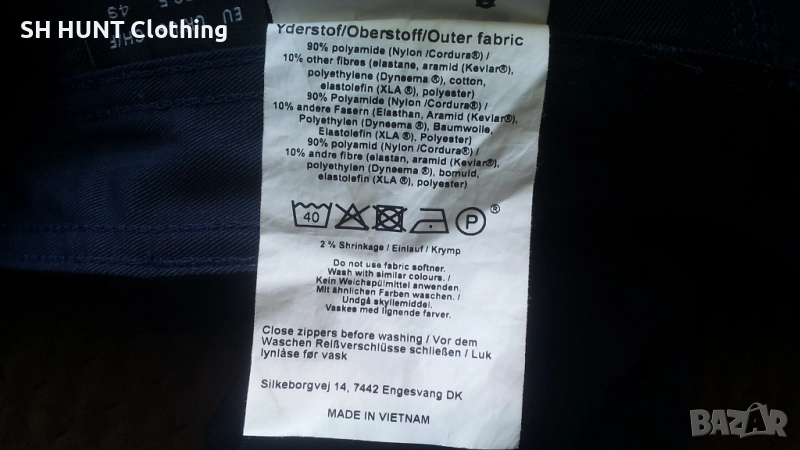 SH HUNT Clothing
Yderstof/Oberstoff/Outer fabric
90% polyamide (Nylon /Cordura®) /
10% other fibres (elastane, aramid (Kevlar®),
polyethylene (Dyneema ®), cotton,
elastolefin (XLA ®), polyester)
90% Polyamide (Nylon /Cordura®) /
10% andere Fasern (Elasthan, Aramid (Kevlar®),
Polyethylen (Dyneema ®), Baumwolle,
Elastolefin (XLA ®), Polyester)
90% polyamid (Nylon /Cordura®) /
10% andre fibre (elastan, aramid (Kevlar®),
polyethylen (Dyneema ®), bomuld,
elastolefin (XLA ®), polyester)
40 P ®
2 % Shrinkage / Einlauf / Krymp
Do not use fabric softner.
Wash with similar colours. /
Kein Weichspülmittel anwenden.
Mit ähnlichen Farben waschen. /
Undgå skyllemiddel.
Vaskes med lignende farver.
Close zippers before washing / Vor dem
Waschen Reißverschlüsse schließen / Luk
lynlåse før vask
Silkeborgvej 14, 7442 Engesvang DK
MADE IN VIETNAM
BAZAR